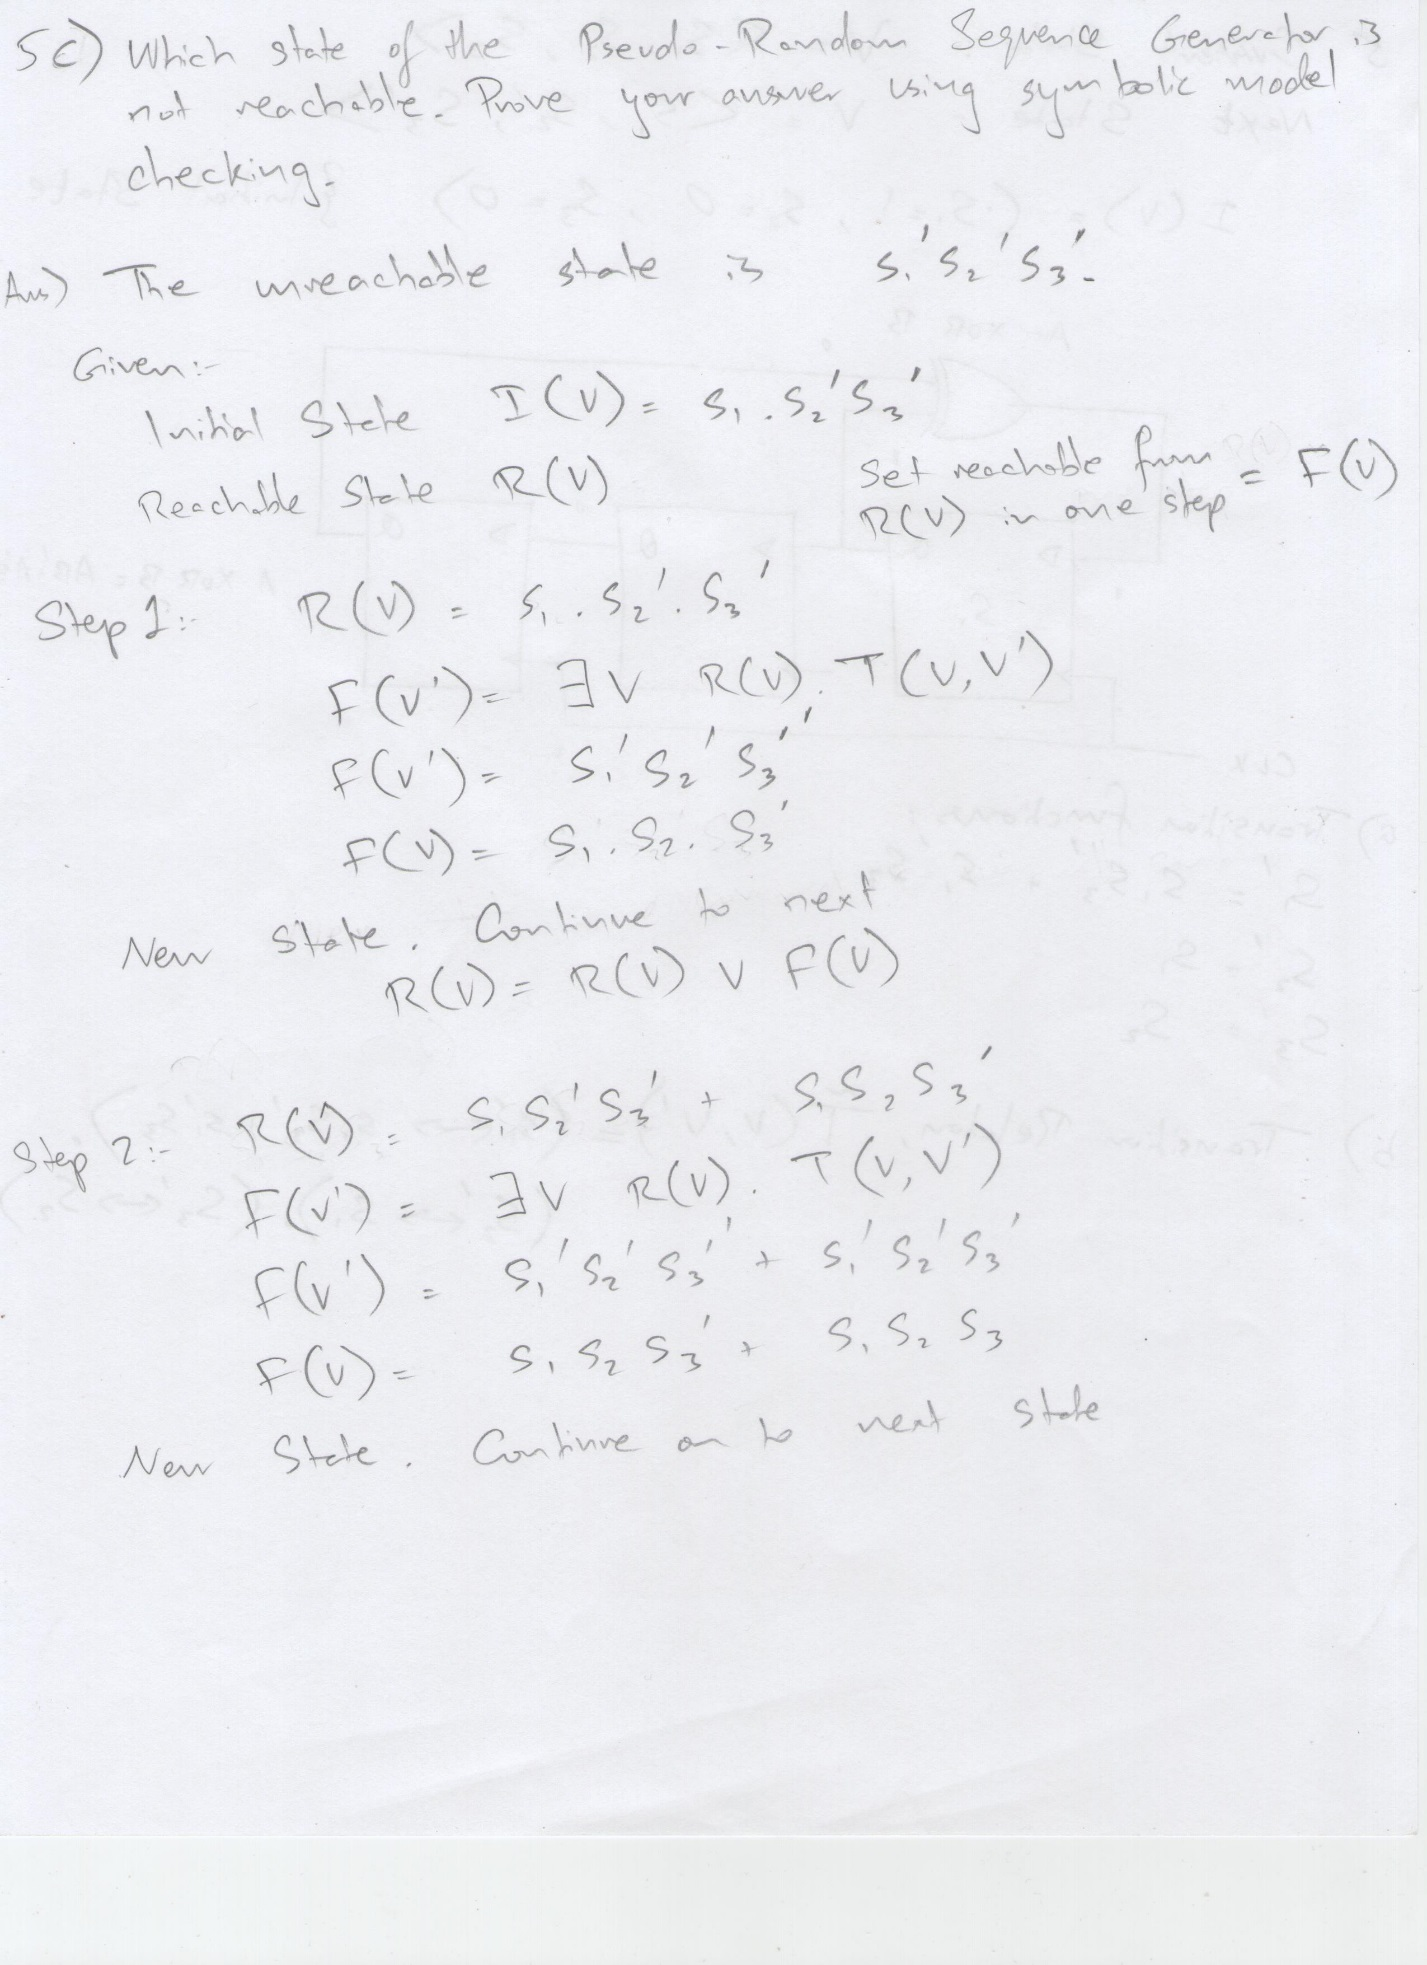 5c) Which state of the Pseudo-Random Sequence Generator is
not reachable. Prove your answer using symbolic model
checking.
Ans) The unreachable state is S₁'S₂'S₃'.
Given:-
Initial State I(V) = S₁.S₂'S₃'
Reachable State R(V)
Set reachable from
R(V) in one step = F(V)
Step 1:- R(V) = S₁.S₂'.S₃'
F(V') = ∃V R(V). T(V,V')
F(V') = S₁'S₂'S₃''
F(V) = S₁.S₂.S₃'
New State. Continue to next
R(V) = R(V) ∨ F(V)
Step 2:- R(V) = S₁S₂'S₃' + S₁S₂S₃'
F(V') = ∃V R(V). T(V,V')
F(V') = S₁'S₂'S₃'' + S₁'S₂'S₃'
F(V) = S₁S₂S₃' + S₁S₂S₃
New State. Continue on to next state